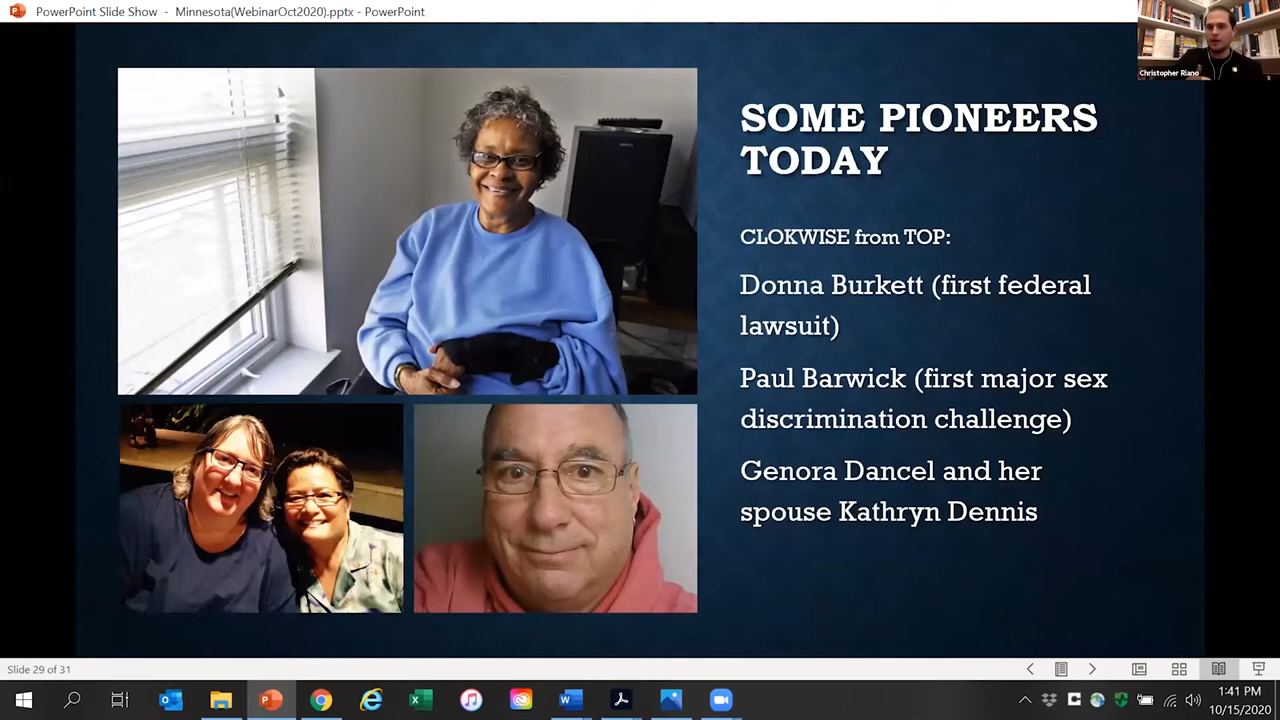 PowerPoint Slide Show - Minnesota(WebinarOct2020).pptx - PowerPoint
Christopher Riano
SOME PIONEERS
TODAY
CLOKWISE from TOP:
Donna Burkett (first federal
lawsuit)
Paul Barwick (first major sex
discrimination challenge)
Genora Dancel and her
spouse Kathryn Dennis
Slide 29 of 31
1:41 PM
10/15/2020